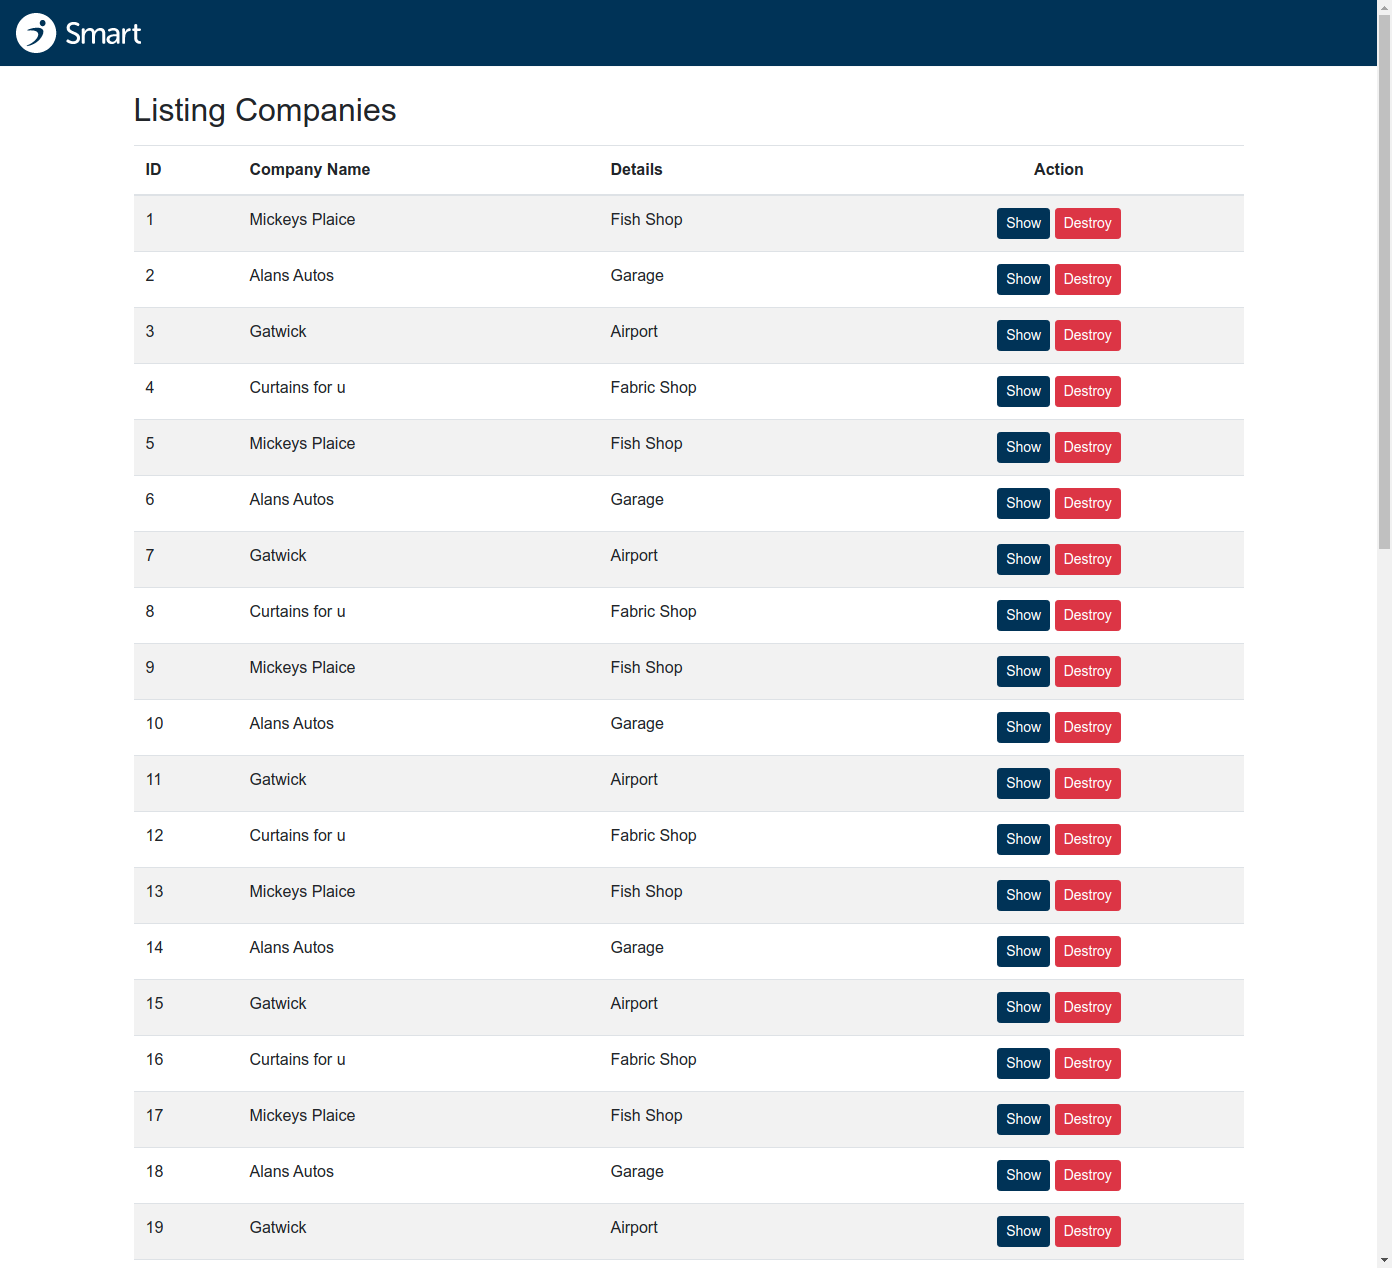 Smart
Listing Companies
ID Company Name Details Action
1 Mickeys Plaice Fish Shop Show Destroy
2 Alans Autos Garage Show Destroy
3 Gatwick Airport Show Destroy
4 Curtains for u Fabric Shop Show Destroy
5 Mickeys Plaice Fish Shop Show Destroy
6 Alans Autos Garage Show Destroy
7 Gatwick Airport Show Destroy
8 Curtains for u Fabric Shop Show Destroy
9 Mickeys Plaice Fish Shop Show Destroy
10 Alans Autos Garage Show Destroy
11 Gatwick Airport Show Destroy
12 Curtains for u Fabric Shop Show Destroy
13 Mickeys Plaice Fish Shop Show Destroy
14 Alans Autos Garage Show Destroy
15 Gatwick Airport Show Destroy
16 Curtains for u Fabric Shop Show Destroy
17 Mickeys Plaice Fish Shop Show Destroy
18 Alans Autos Garage Show Destroy
19 Gatwick Airport Show Destroy